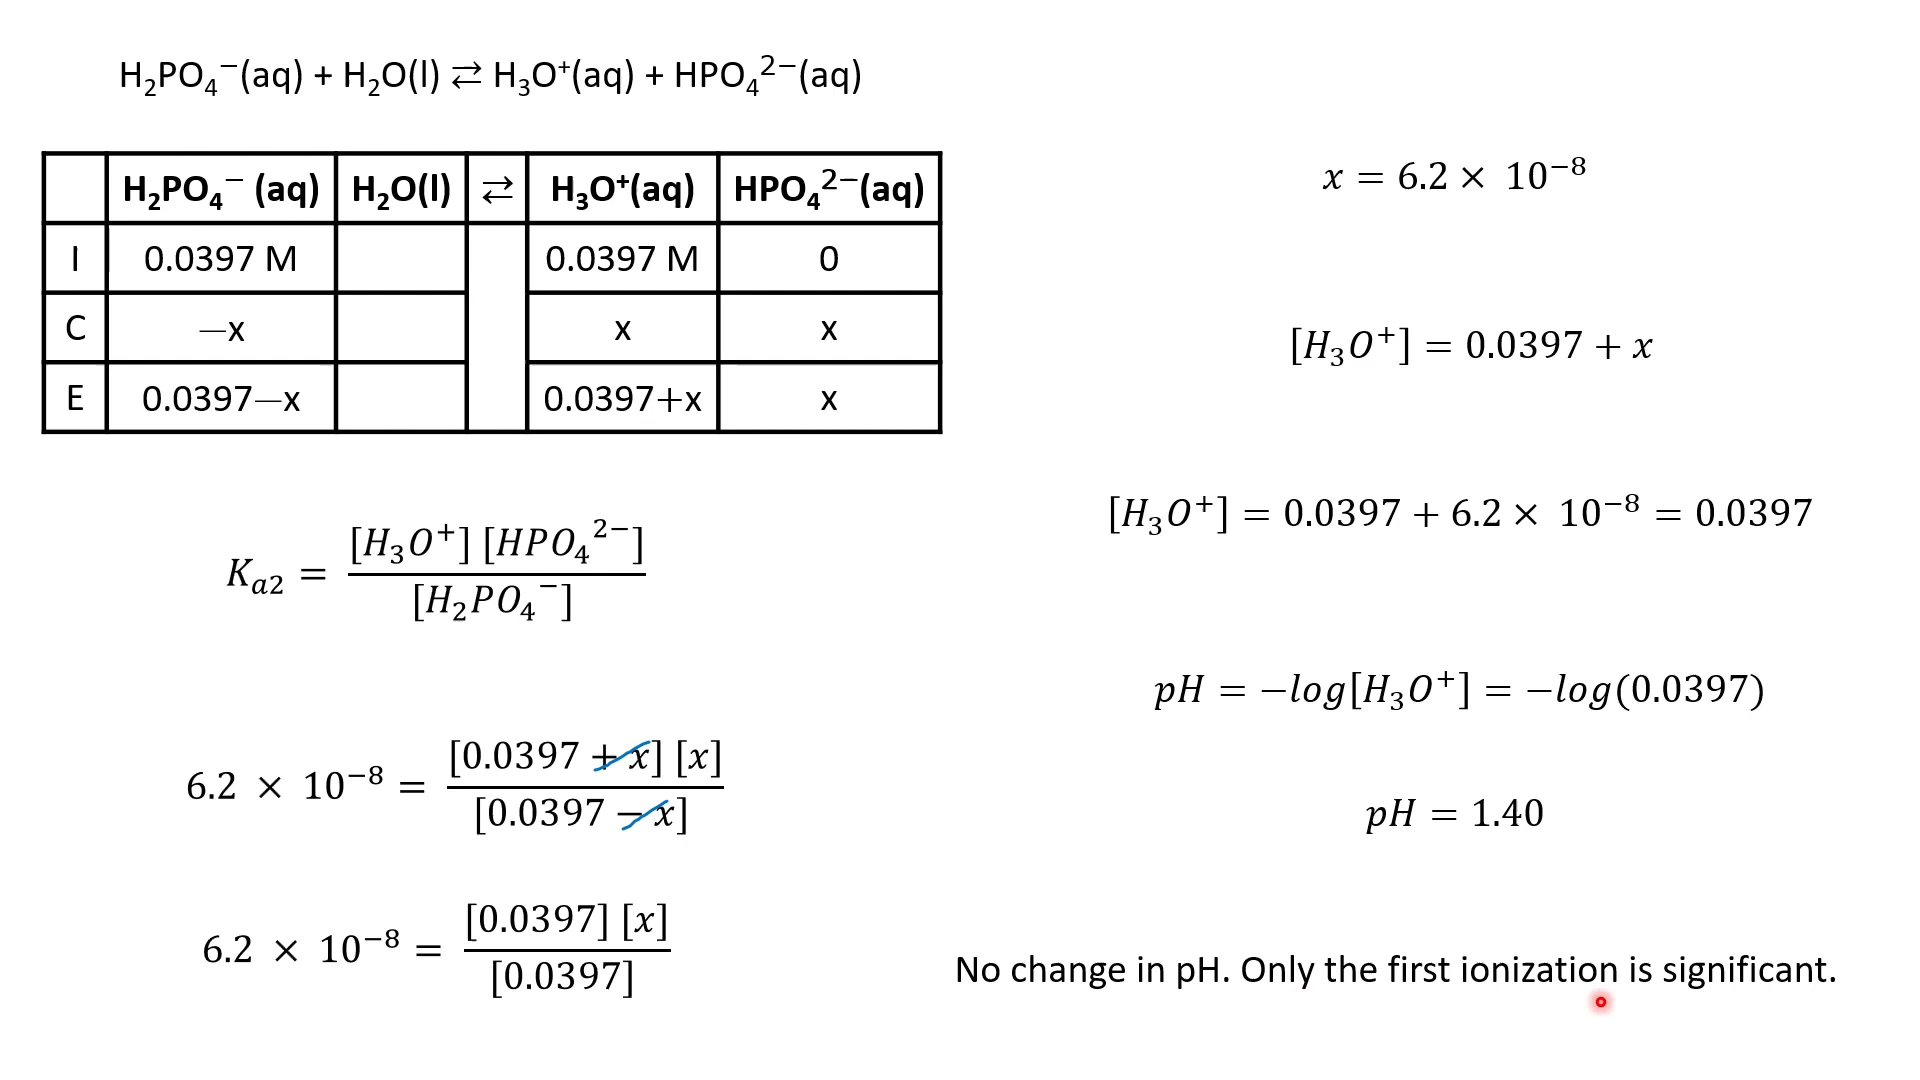 H₂PO₄⁻(aq) + H₂O(l) ⇄ H₃O⁺(aq) + HPO₄²⁻(aq)
H₂PO₄⁻ (aq) H₂O(l) ⇄ H₃O⁺(aq) HPO₄²⁻(aq)
I 0.0397 M 0.0397 M 0
C —x x x
E 0.0397—x 0.0397+x x
Kₐ₂ = [H₃O⁺] [HPO₄²⁻] / [H₂PO₄⁻]
6.2 × 10⁻⁸ = [0.0397 + x] [x] / [0.0397 − x]
6.2 × 10⁻⁸ = [0.0397] [x] / [0.0397]
x = 6.2 × 10⁻⁸
[H₃O⁺] = 0.0397 + x
[H₃O⁺] = 0.0397 + 6.2 × 10⁻⁸ = 0.0397
pH = −log[H₃O⁺] = −log(0.0397)
pH = 1.40
No change in pH. Only the first ionization is significant.